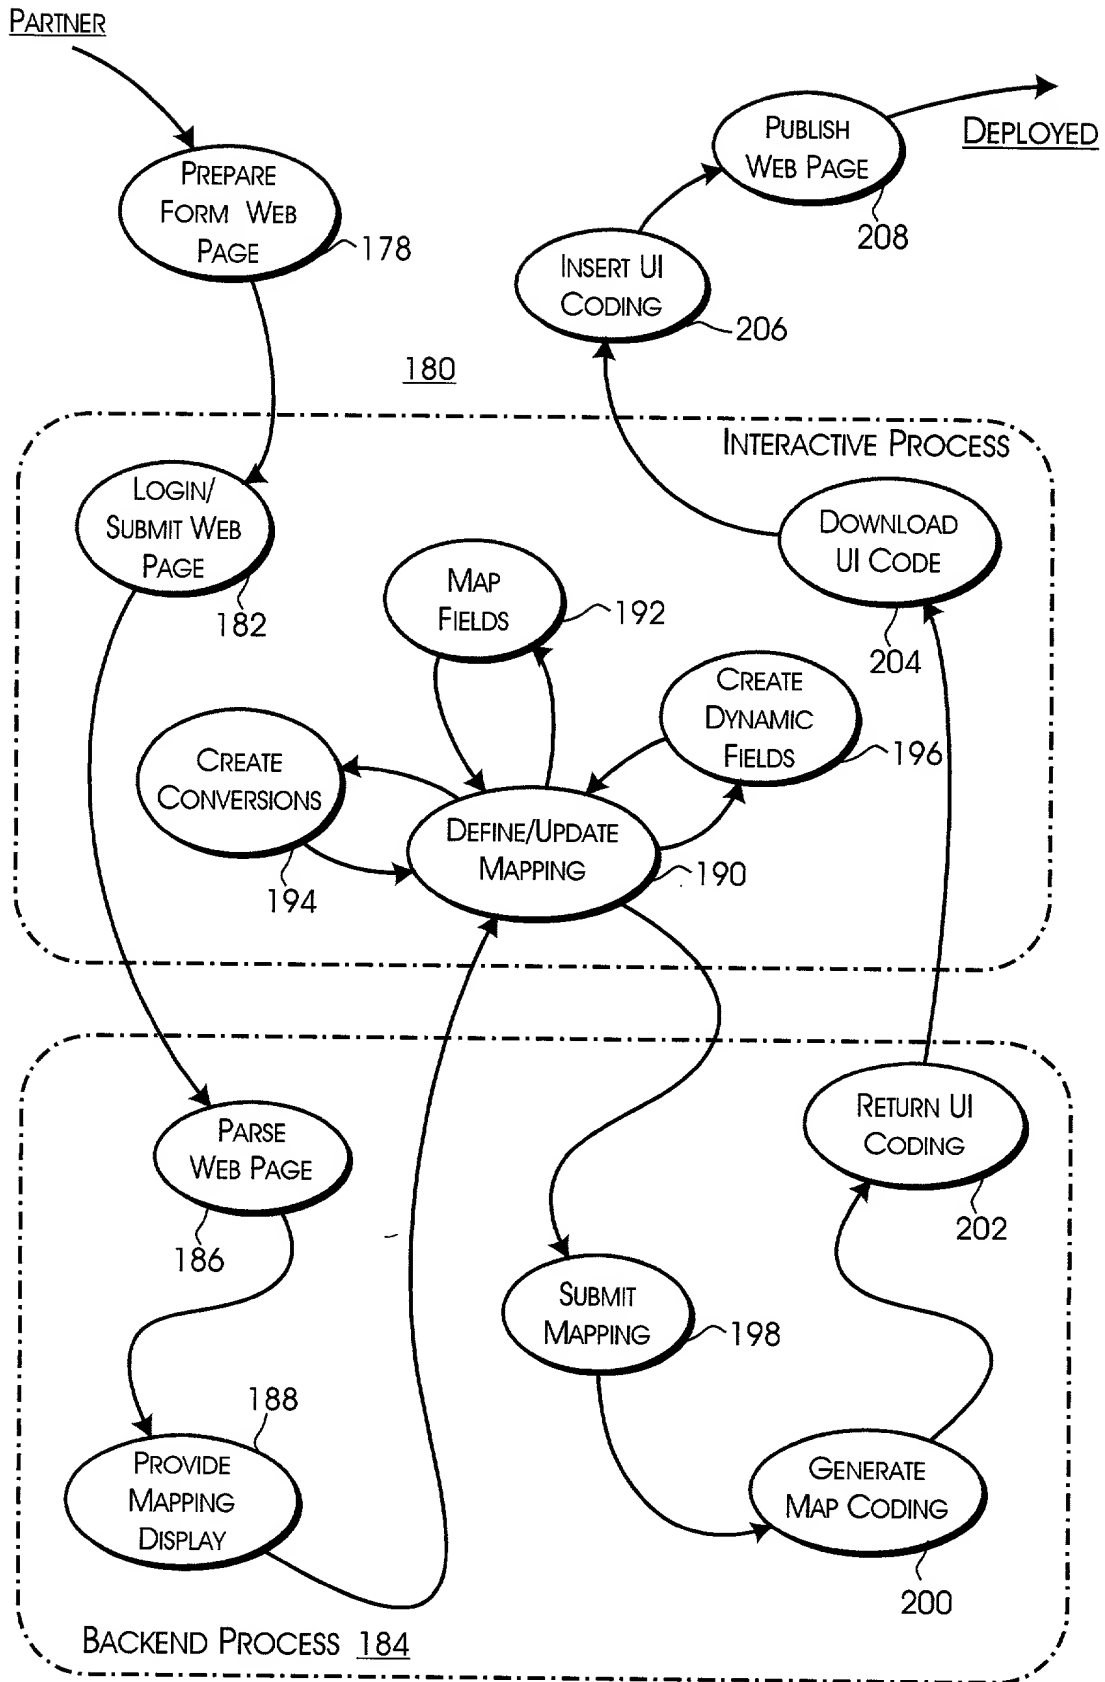 PARTNER
PREPARE
FORM WEB
PAGE
178
PUBLISH
WEB PAGE
208
DEPLOYED
INSERT UI
CODING
206
180
INTERACTIVE PROCESS
LOGIN/
SUBMIT WEB
PAGE
182
MAP
FIELDS
192
DOWNLOAD
UI CODE
204
CREATE
DYNAMIC
FIELDS
196
CREATE
CONVERSIONS
194
DEFINE/UPDATE
MAPPING
190
PARSE
WEB PAGE
186
RETURN UI
CODING
202
SUBMIT
MAPPING
198
188
PROVIDE
MAPPING
DISPLAY
GENERATE
MAP CODING
200
BACKEND PROCESS 184